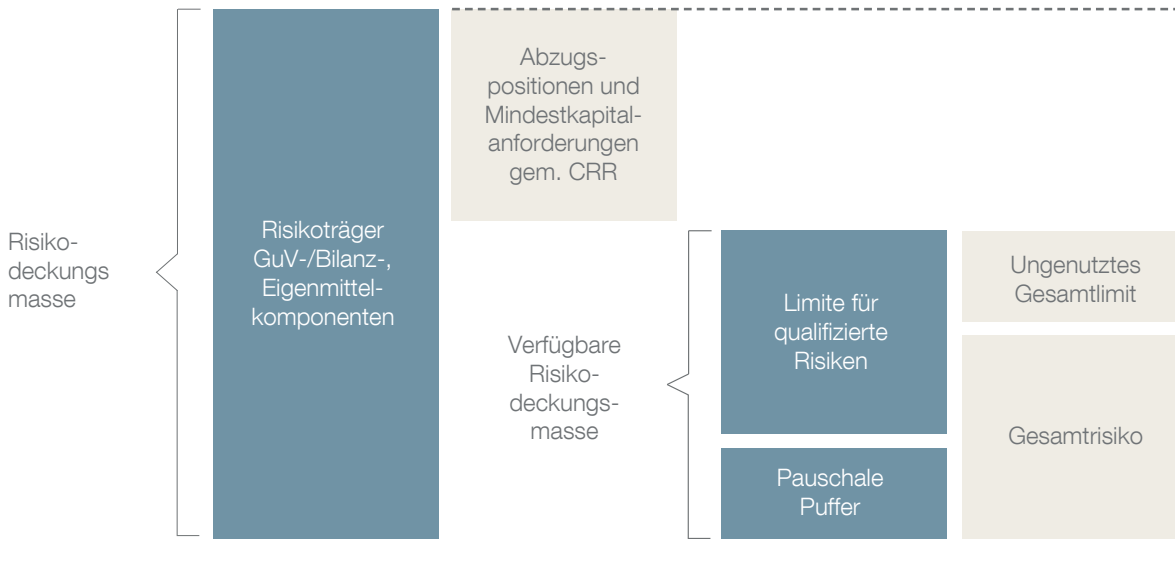 Risiko-
deckungs
masse
Risikoträger
GuV-/Bilanz-,
Eigenmittel-
komponenten
Abzugs-
positionen und
Mindestkapital-
anforderungen
gem. CRR
Verfügbare
Risiko-
deckungs-
masse
Limite für
qualifizierte
Risiken
Pauschale
Puffer
Ungenutztes
Gesamtlimit
Gesamtrisiko